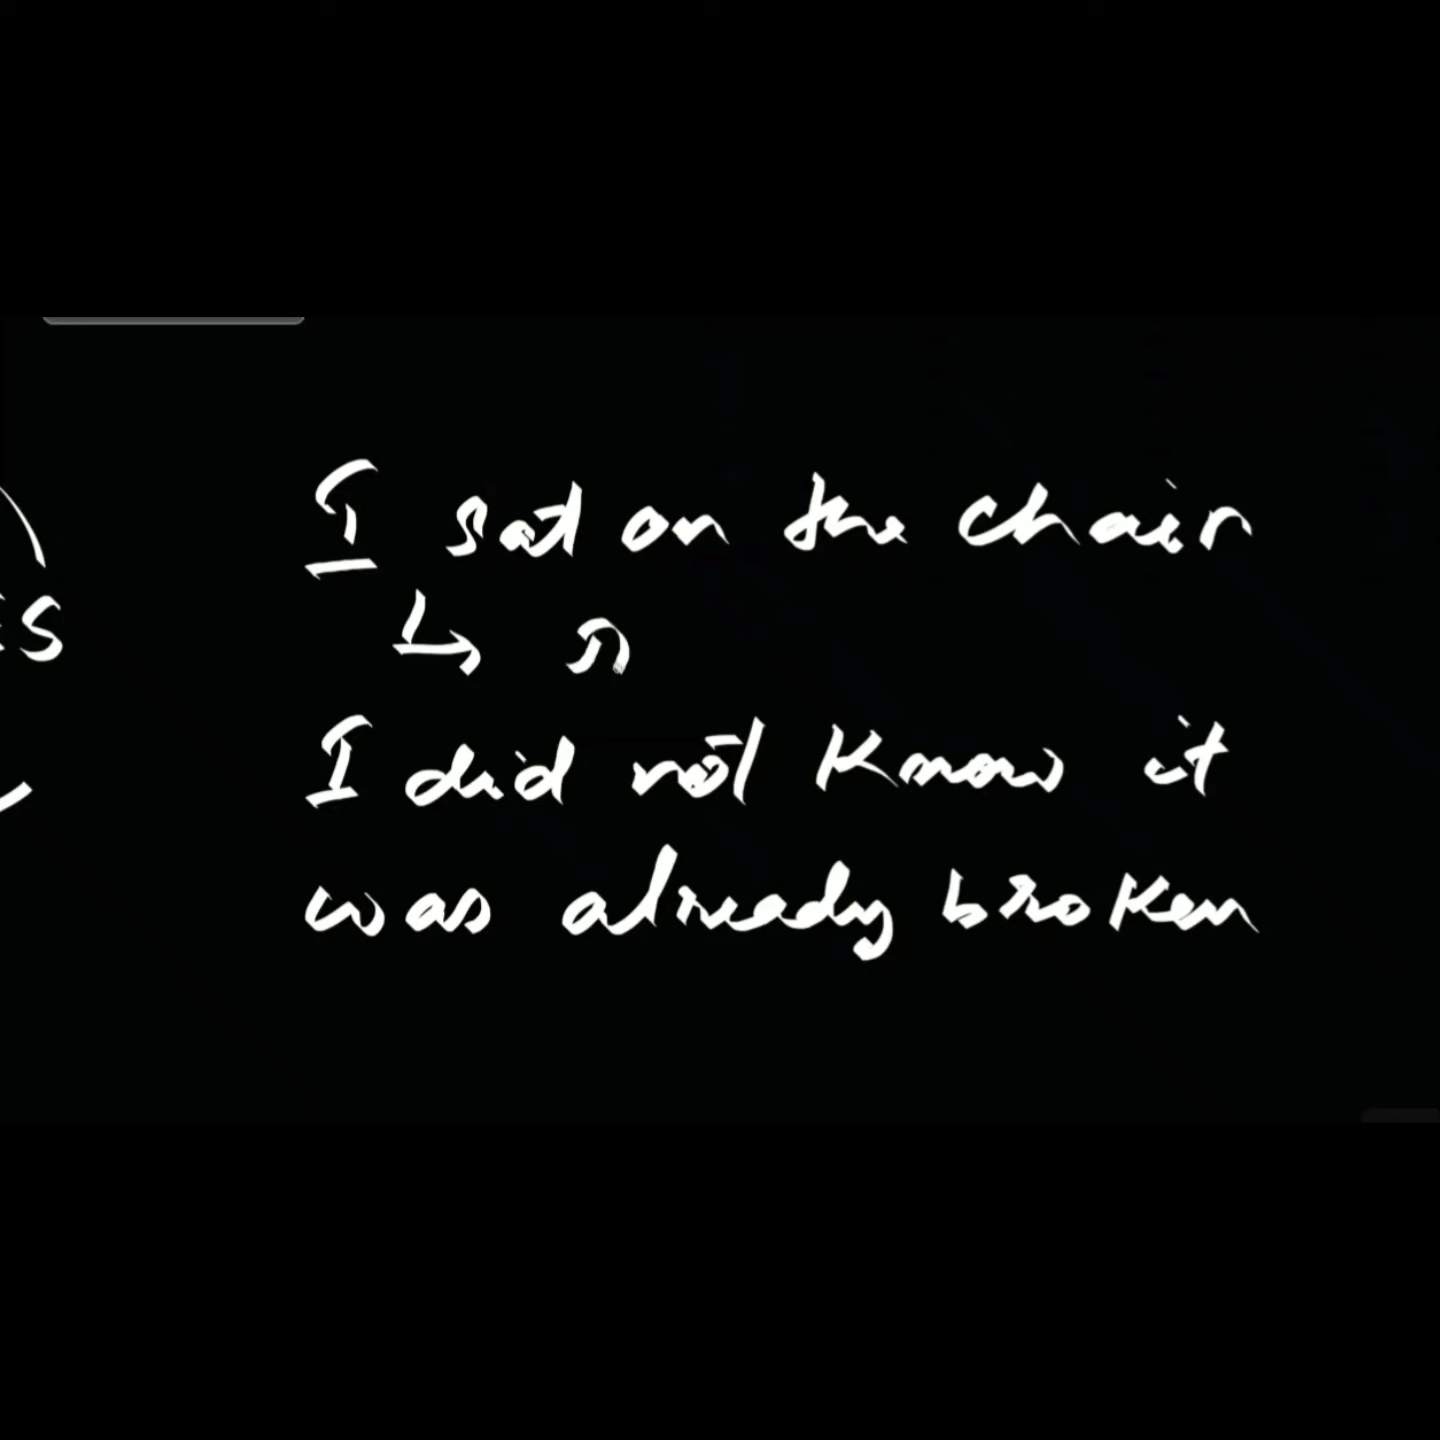 I sat on the chair
↳
I did not know it
was already broken